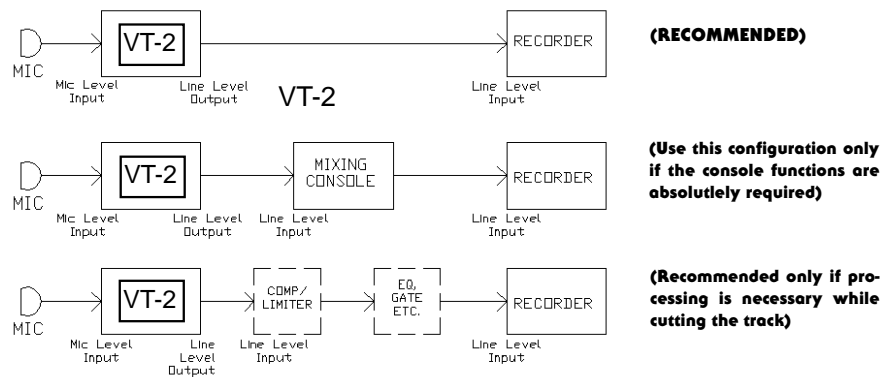 VT-2
RECORDER
(RECOMMENDED)
MIC
Mic Level
Input
Line Level
Output
VT-2
Line Level
Input
VT-2
MIXING
CONSOLE
RECORDER
(Use this configuration only
if the console functions are
absolutlely required)
MIC
Mic Level
Input
Line Level
Output
Line Level
Input
Line Level
Input
VT-2
COMP/
LIMITER
EQ,
GATE
ETC.
RECORDER
(Recommended only if pro-
cessing is necessary while
cutting the track)
MIC
Mic Level
Input
Line
Level
Output
Line Level
Input
Line Level
Input